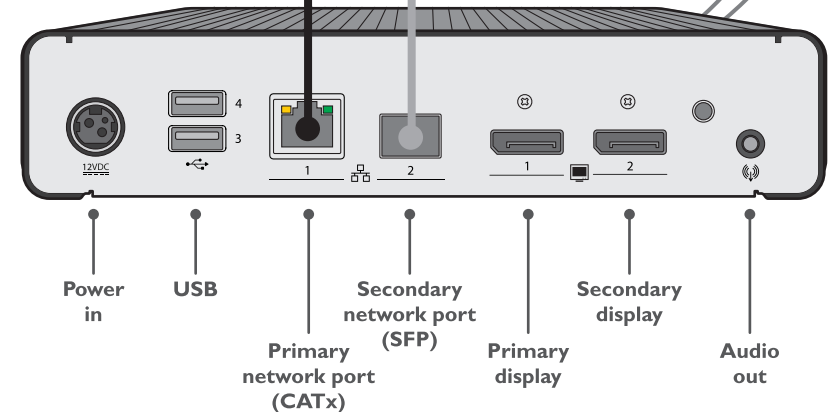 4
3
12VDC
1
2
1
2
Power
in
USB
Primary
network port
(CATx)
Secondary
network port
(SFP)
Primary
display
Secondary
display
Audio
out